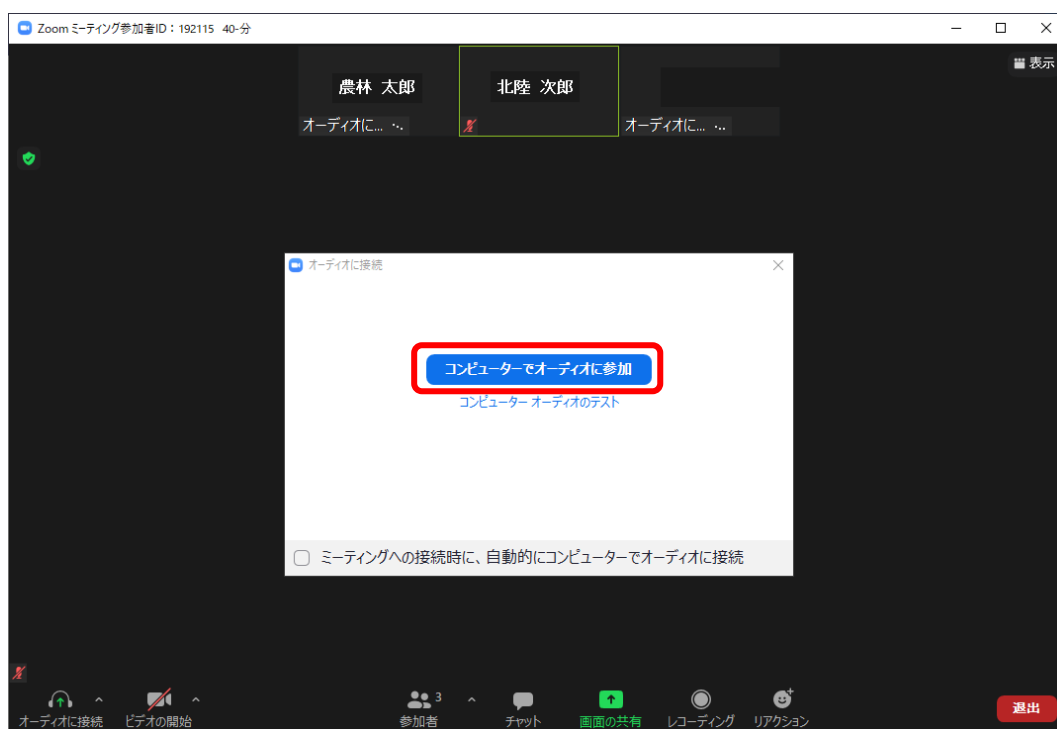 Zoom ミーティング参加者ID：192115 40-分
表示
農林 太郎
北陸 次郎
オーディオに... ...
オーディオに... ...
オーディオに接続
コンピューターでオーディオに参加
コンピューター オーディオのテスト
ミーティングへの接続時に、自動的にコンピューターでオーディオに接続
3
オーディオに接続
ビデオの開始
参加者
チャット
画面の共有
レコーディング
リアクション
退出